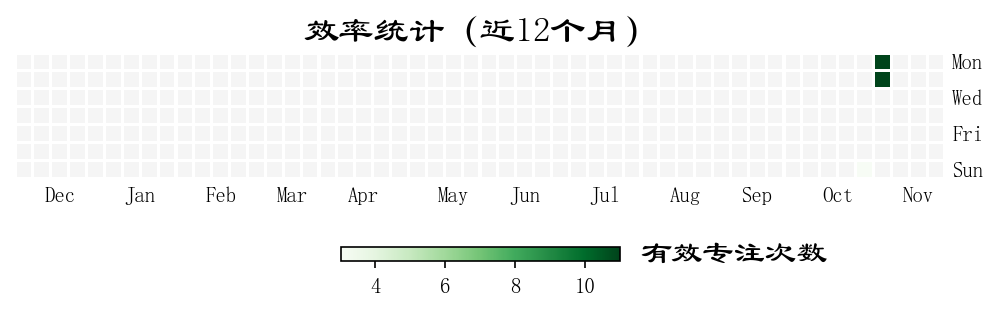 效率统计（近12个月）
Mon
Wed
Fri
Sun
Dec Jan Feb Mar Apr May Jun Jul Aug Sep Oct Nov
有效专注次数
4 6 8 10